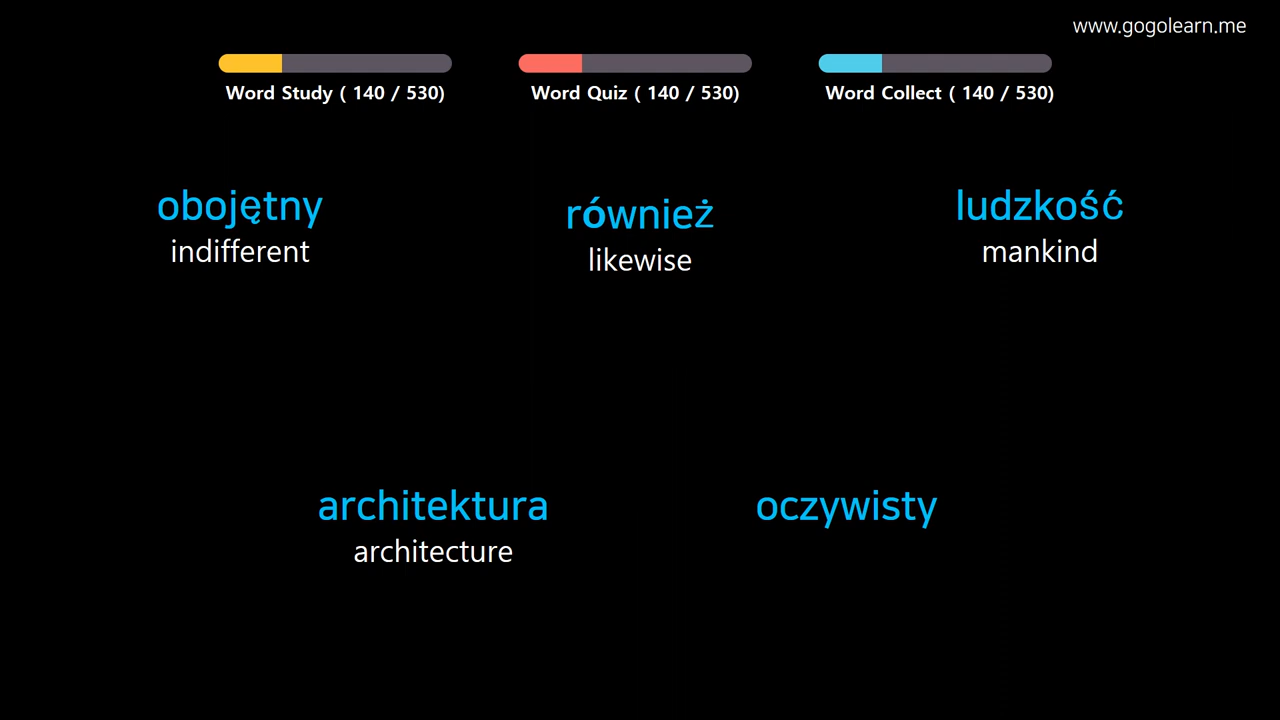 www.gogolearn.me
Word Study ( 140 / 530)
Word Quiz ( 140 / 530)
Word Collect ( 140 / 530)
obojętny
indifferent
również
likewise
ludzkość
mankind
architektura
architecture
oczywisty